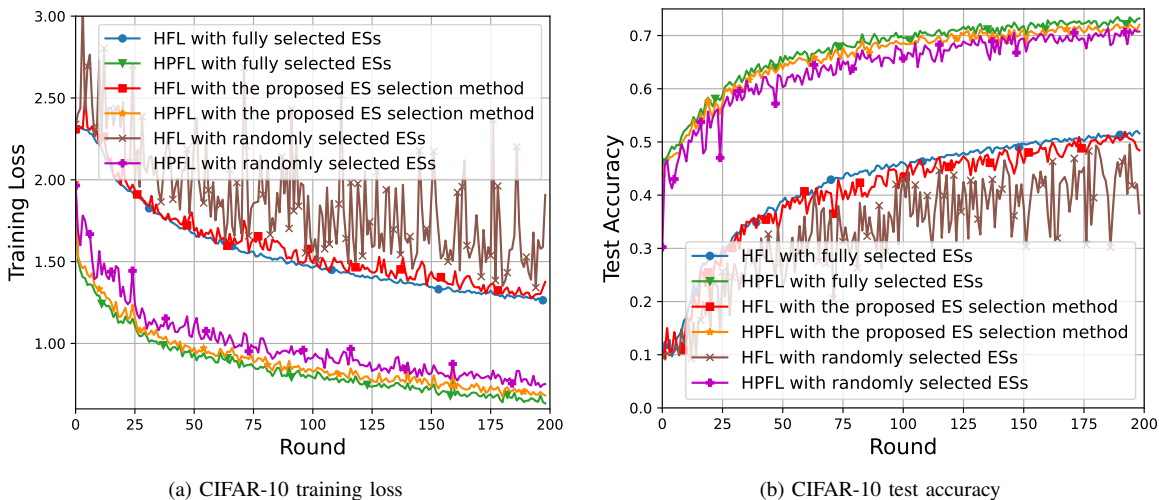 3.00
2.50
2.00
1.50
1.00
Training Loss
HFL with fully selected ESs
HPFL with fully selected ESs
HFL with the proposed ES selection method
HPFL with the proposed ES selection method
HFL with randomly selected ESs
HPFL with randomly selected ESs
0 25 50 75 100 125 150 175 200
Round
(a) CIFAR-10 training loss
0.7
0.6
0.5
0.4
0.3
0.2
0.1
0.0
Test Accuracy
HFL with fully selected ESs
HPFL with fully selected ESs
HFL with the proposed ES selection method
HPFL with the proposed ES selection method
HFL with randomly selected ESs
HPFL with randomly selected ESs
0 25 50 75 100 125 150 175 200
Round
(b) CIFAR-10 test accuracy